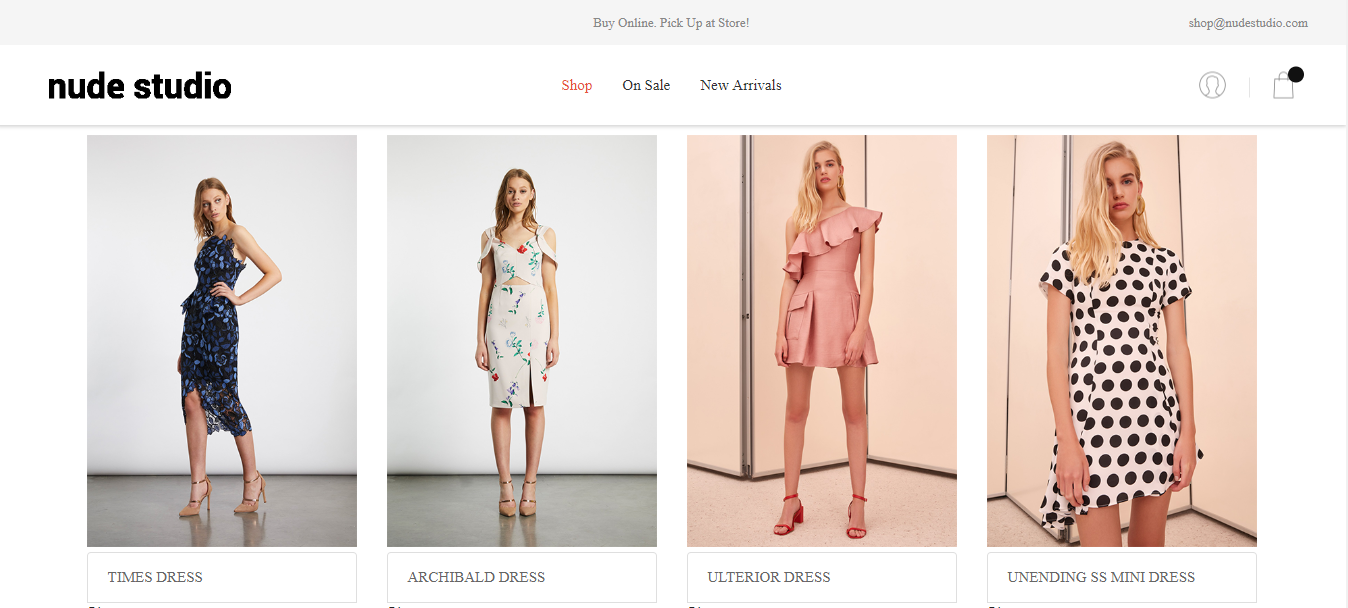 Buy Online. Pick Up at Store!
shop@nudestudio.com
nude studio
Shop
On Sale
New Arrivals
TIMES DRESS
ARCHIBALD DRESS
ULTERIOR DRESS
UNENDING SS MINI DRESS